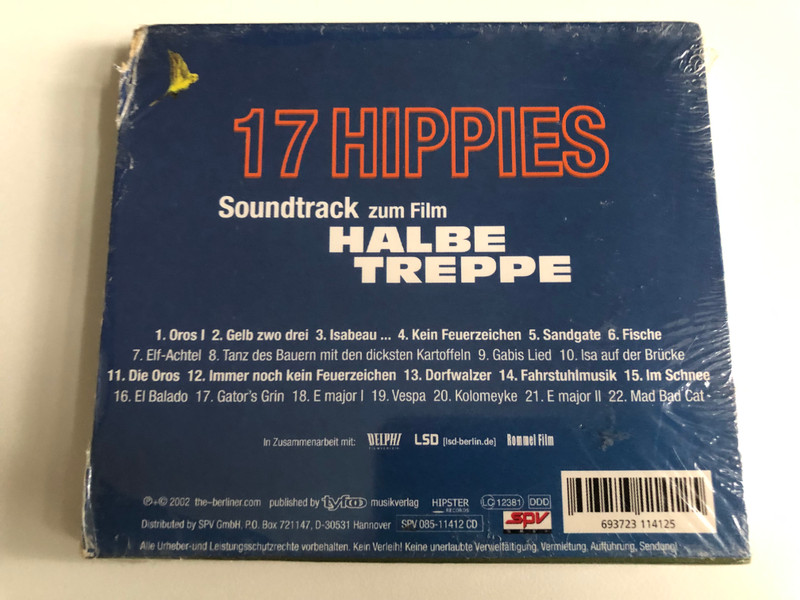 17 HIPPIES
Soundtrack zum Film
HALBE
TREPPE
1. Oros I 2. Gelb zwo drei 3. Isabeau ... 4. Kein Feuerzeichen 5. Sandgate 6. Fische
7. Elf-Achtel 8. Tanz des Bauern mit den dicksten Kartoffeln 9. Gabis Lied 10. Isa auf der Brücke
11. Die Oros 12. Immer noch kein Feuerzeichen 13. Dorfwalzer 14. Fahrstuhlmusik 15. Im Schnee
16. El Balado 17. Gator's Grin 18. E major I 19. Vespa 20. Kolomeyke 21. E major II 22. Mad Bad Cat
In Zusammenarbeit mit: DELPHI LSD [lsd-berlin.de] Rommel Film
℗+© 2002 the-berliner.com published by tyfoo musikverlag HIPSTER RECORDS LC 12381 DDD
Distributed by SPV GmbH, P.O. Box 721147, D-30531 Hannover SPV 085-11412 CD spv
693723 114125
Alle Urheber-und Leistungsschutzrechte vorbehalten. Kein Verleih! Keine unerlaubte Vervielfältigung, Vermietung, Aufführung, Sendung!